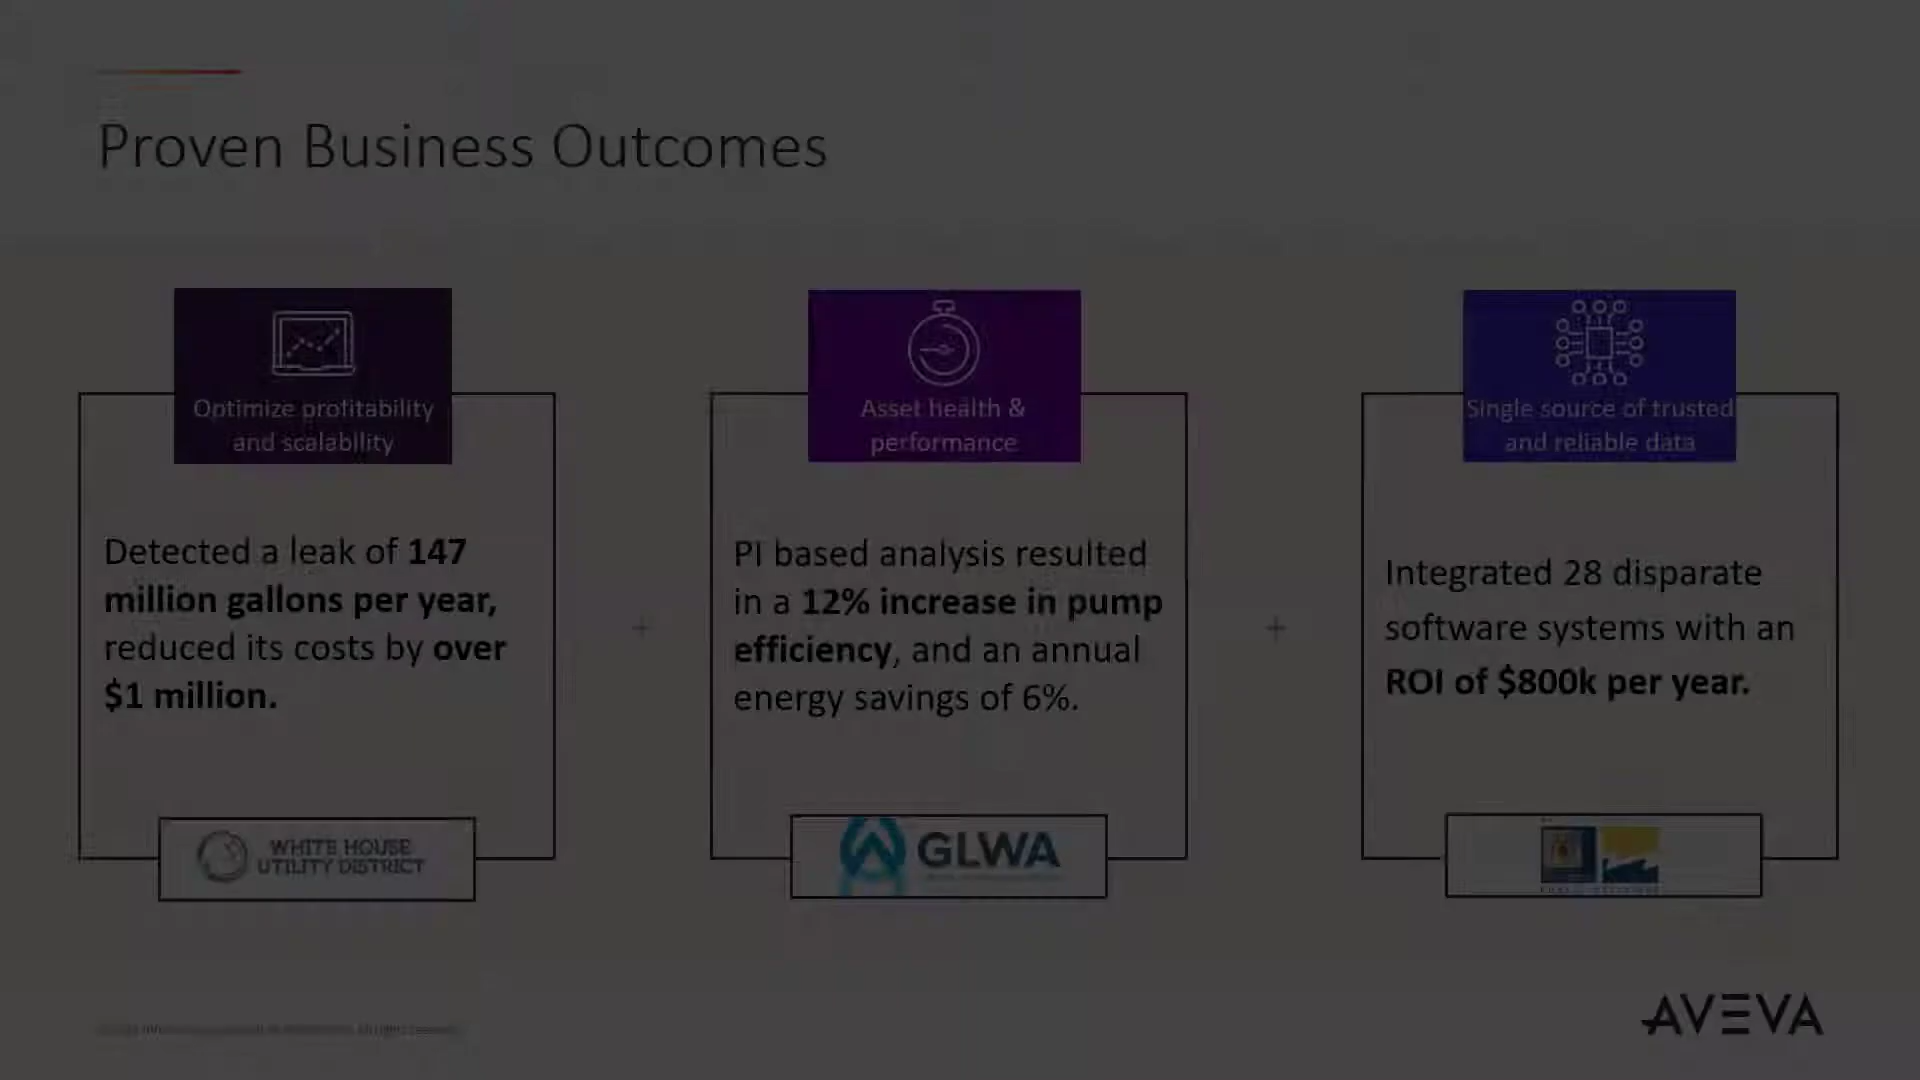 Proven Business Outcomes
Optimize profitability
and scalability
Detected a leak of 147
million gallons per year,
reduced its costs by over
$1 million.
WHITE HOUSE
UTILITY DISTRICT
+
Asset health &
performance
PI based analysis resulted
in a 12% increase in pump
efficiency, and an annual
energy savings of 6%.
GLWA
+
Single source of trusted
and reliable data
Integrated 28 disparate
software systems with an
ROI of $800k per year.
AVEVA